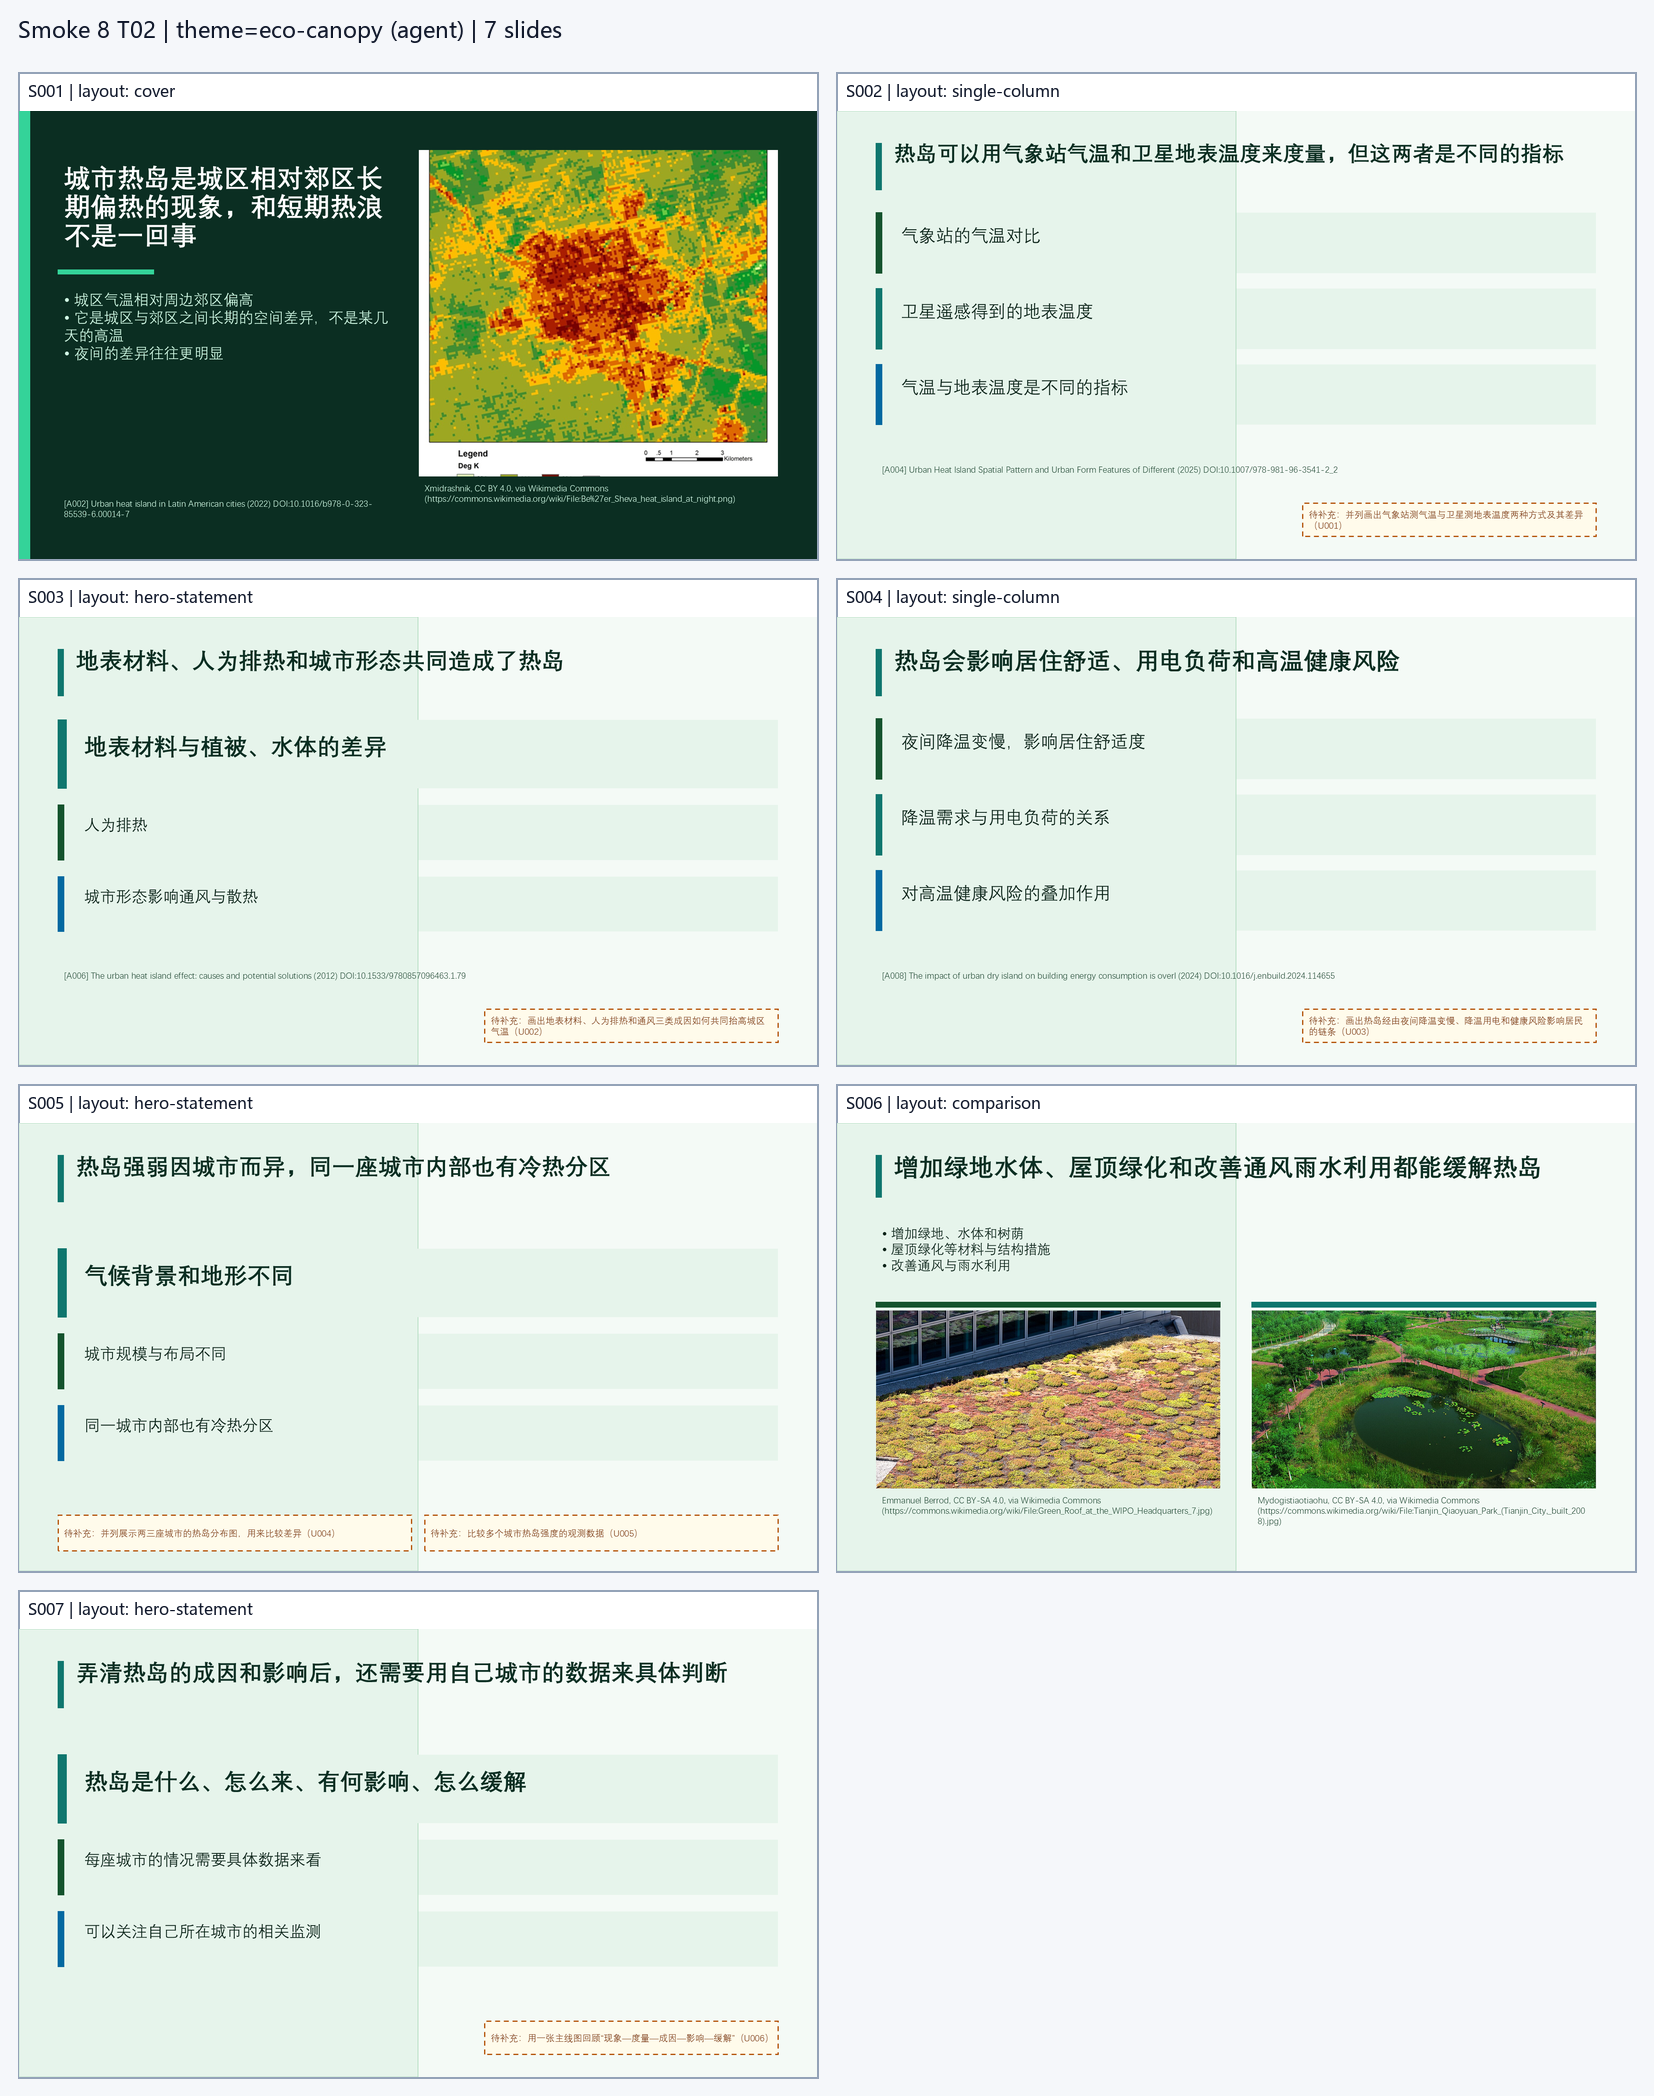 Smoke 8 T02 | theme=eco-canopy (agent) | 7 slides
S001 | layout: cover
城市热岛是城区相对郊区长
期偏热的现象，和短期热浪
不是一回事
• 城区气温相对周边郊区偏高
• 它是城区与郊区之间长期的空间差异，不是某几
天的高温
• 夜间的差异往往更明显
Legend
Deg K
0 .5 1 2 3
Kilometers
Xmidrashnik, CC BY 4.0, via Wikimedia Commons
(https://commons.wikimedia.org/wiki/File:Be%27er_Sheva_heat_island_at_night.png)
[A002] Urban heat island in Latin American cities (2022) DOI:10.1016/b978-0-323-
85539-6.00014-7
S002 | layout: single-column
热岛可以用气象站气温和卫星地表温度来度量，但这两者是不同的指标
气象站的气温对比
卫星遥感得到的地表温度
气温与地表温度是不同的指标
[A004] Urban Heat Island Spatial Pattern and Urban Form Features of Different (2025) DOI:10.1007/978-981-96-3541-2_2
待补充：并列画出气象站测气温与卫星测地表温度两种方式及其差异
（U001）
S003 | layout: hero-statement
地表材料、人为排热和城市形态共同造成了热岛
地表材料与植被、水体的差异
人为排热
城市形态影响通风与散热
[A006] The urban heat island effect: causes and potential solutions (2012) DOI:10.1533/9780857096463.1.79
待补充：画出地表材料、人为排热和通风三类成因如何共同抬高城区
气温（U002）
S004 | layout: single-column
热岛会影响居住舒适、用电负荷和高温健康风险
夜间降温变慢，影响居住舒适度
降温需求与用电负荷的关系
对高温健康风险的叠加作用
[A008] The impact of urban dry island on building energy consumption is overl (2024) DOI:10.1016/j.enbuild.2024.114655
待补充：画出热岛经由夜间降温变慢、降温用电和健康风险影响居民
的链条（U003）
S005 | layout: hero-statement
热岛强弱因城市而异，同一座城市内部也有冷热分区
气候背景和地形不同
城市规模与布局不同
同一城市内部也有冷热分区
待补充：并列展示两三座城市的热岛分布图，用来比较差异（U004）
待补充：比较多个城市热岛强度的观测数据（U005）
S006 | layout: comparison
增加绿地水体、屋顶绿化和改善通风雨水利用都能缓解热岛
• 增加绿地、水体和树荫
• 屋顶绿化等材料与结构措施
• 改善通风与雨水利用
Emmanuel Berrod, CC BY-SA 4.0, via Wikimedia Commons
(https://commons.wikimedia.org/wiki/File:Green_Roof_at_the_WIPO_Headquarters_7.jpg)
Mydogistiaotiaohu, CC BY-SA 4.0, via Wikimedia Commons
(https://commons.wikimedia.org/wiki/File:Tianjin_Qiaoyuan_Park_(Tianjin_City,_built_200
8).jpg)
S007 | layout: hero-statement
弄清热岛的成因和影响后，还需要用自己城市的数据来具体判断
热岛是什么、怎么来、有何影响、怎么缓解
每座城市的情况需要具体数据来看
可以关注自己所在城市的相关监测
待补充：用一张主线图回顾“现象—度量—成因—影响—缓解”（U006）